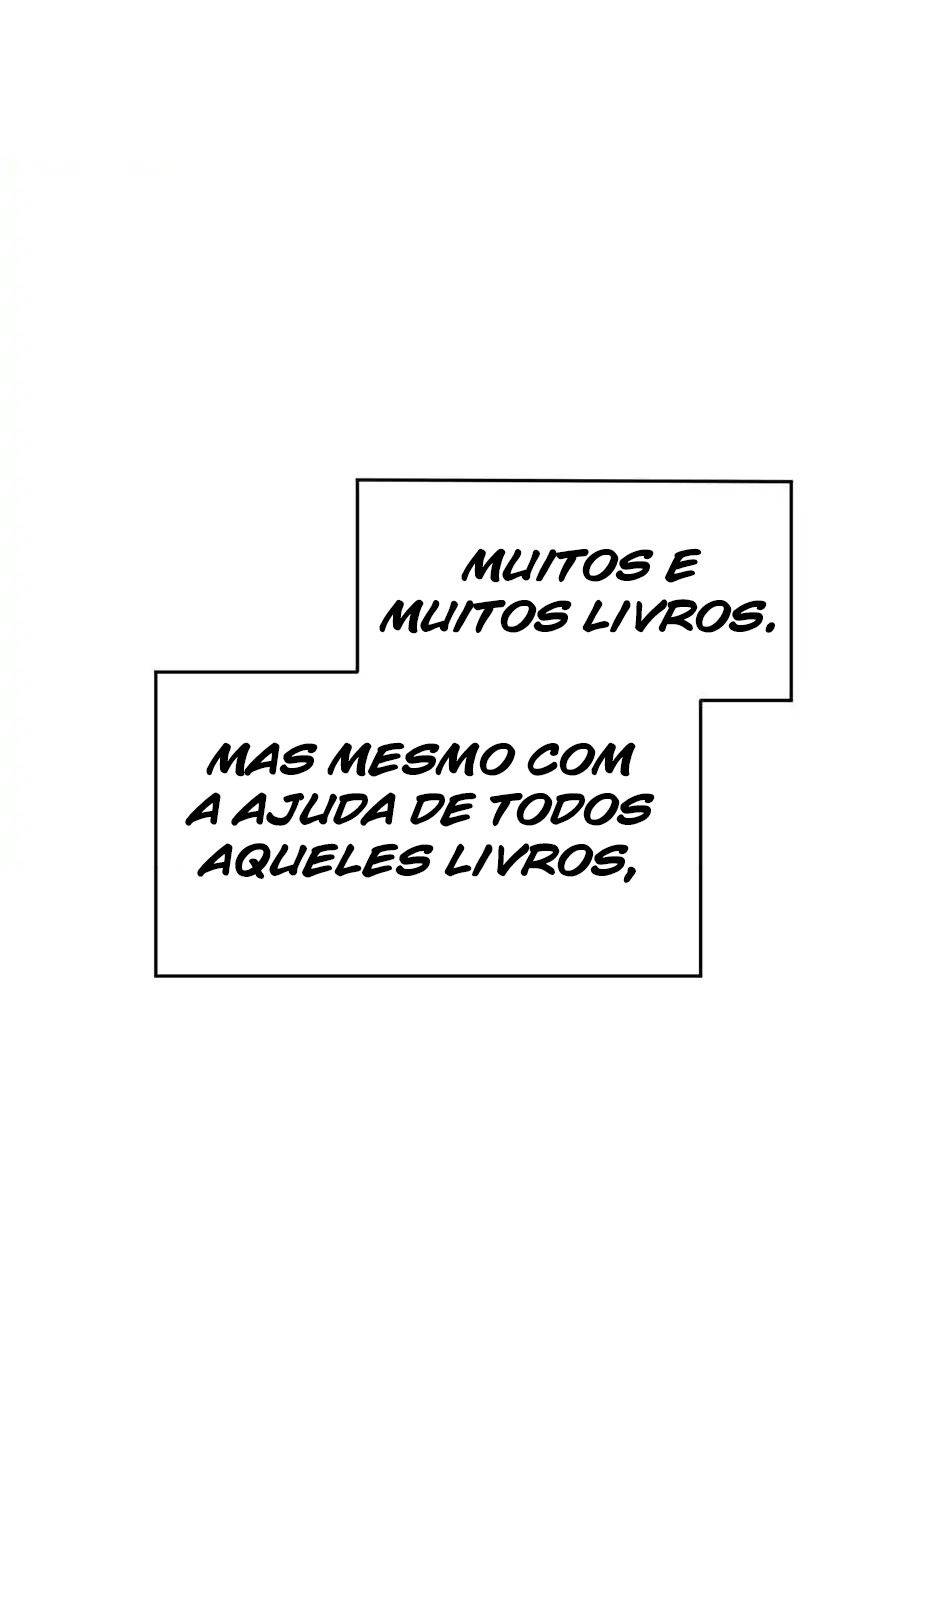 MUITOS E
MUITOS LIVROS.
MAS MESMO COM
A AJUDA DE TODOS
AQUELES LIVROS,